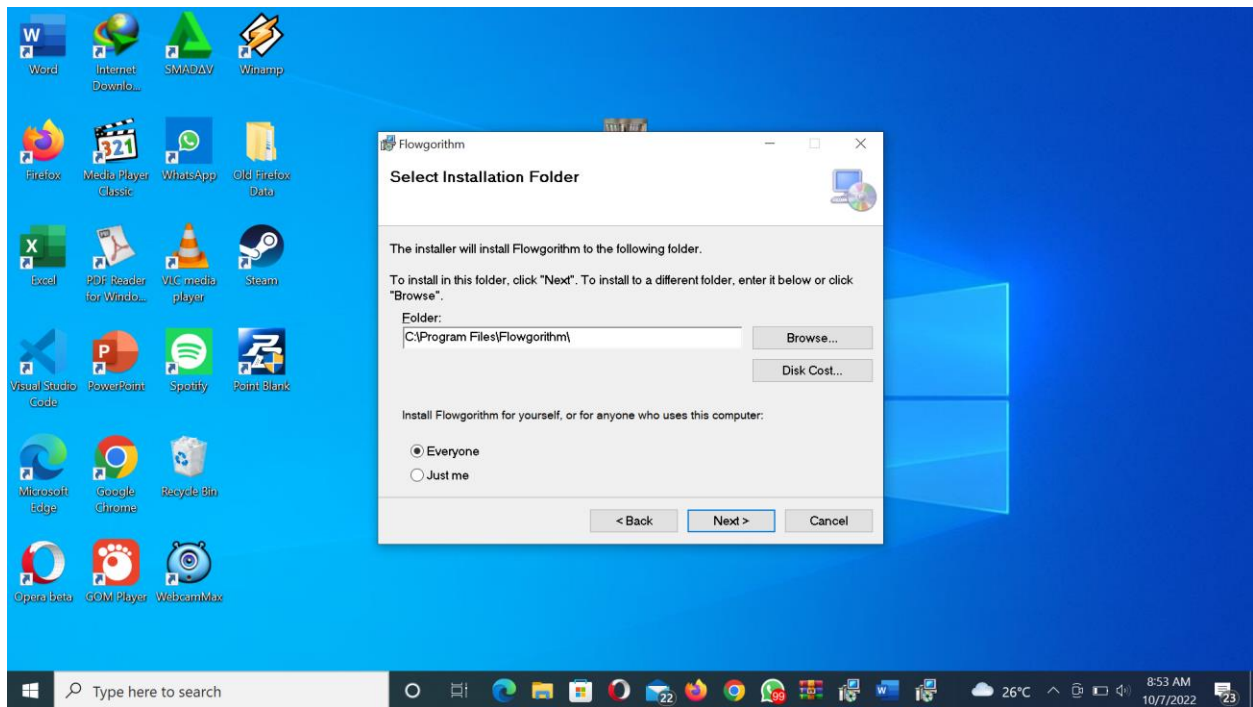 Word
Internet
Downlo...
SMADAV
Winamp
Firefox
321
Media Player
Classic
WhatsApp
Old Firefox
Data
Excel
PDF Reader
for Windo...
VLC media
player
Steam
Visual Studio
Code
PowerPoint
Spotify
Point Blank
Microsoft
Edge
Google
Chrome
Recycle Bin
Opera beta
GOM Player
WebcamMax
Flowgorithm
Select Installation Folder
The installer will install Flowgorithm to the following folder.
To install in this folder, click "Next". To install to a different folder, enter it below or click
"Browse".
Folder:
C:\Program Files\Flowgorithm\
Browse...
Disk Cost...
Install Flowgorithm for yourself, or for anyone who uses this computer:
Everyone
Just me
< Back
Next >
Cancel
Type here to search
22
99
26°C
8:53 AM
10/7/2022
23